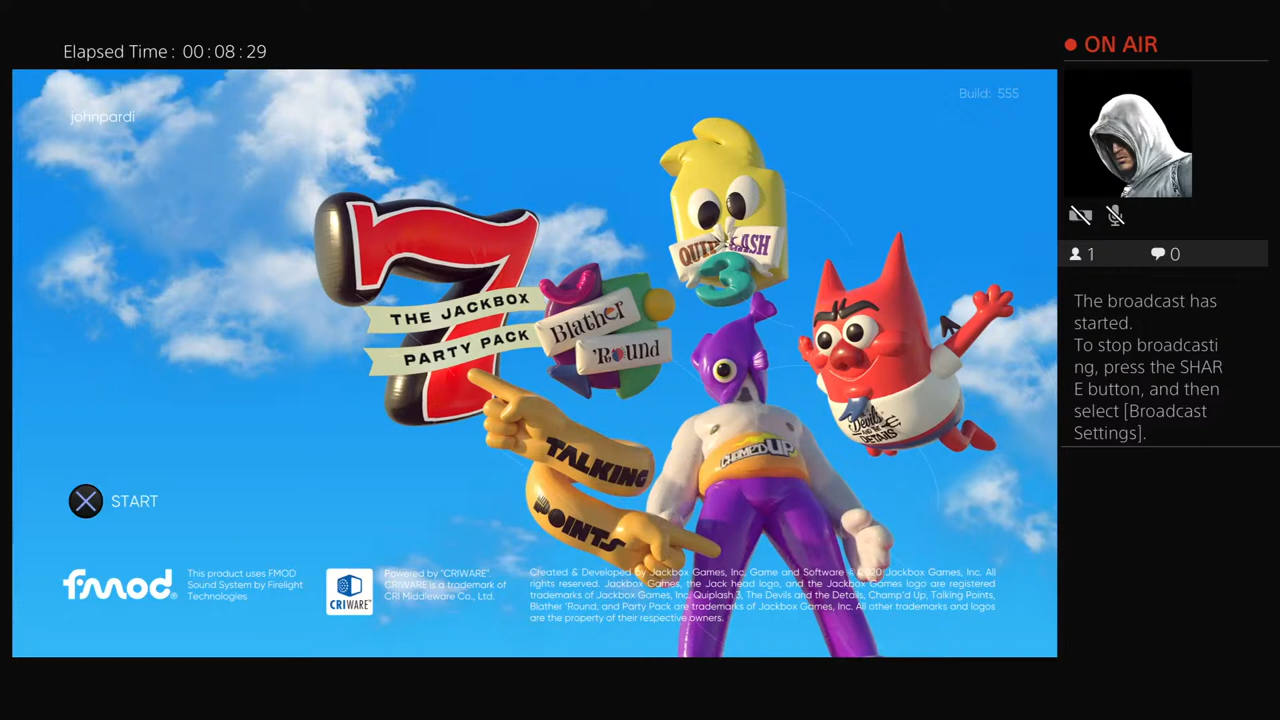 Elapsed Time : 00 : 08 : 29
ON AIR
johnpardi
Build: 555
QUIPLASH
3
7
THE JACKBOX
PARTY PACK
Blather
'Round
Devils
AND THE
DETAILS
CHAMP'D UP
TALKING
POINTS
START
1
0
The broadcast has
started.
To stop broadcasti
ng, press the SHAR
E button, and then
select [Broadcast
Settings].
fmod®
This product uses FMOD
Sound System by Firelight
Technologies
CRIWARE™
Powered by "CRIWARE".
CRIWARE is a trademark of
CRI Middleware Co., Ltd.
Created & Developed by Jackbox Games, Inc. Game and Software © 2020 Jackbox Games, Inc. All
rights reserved. Jackbox Games, the Jack head logo, and the Jackbox Games logo are registered
trademarks of Jackbox Games, Inc. Quiplash 3, The Devils and the Details, Champ'd Up, Talking Points,
Blather 'Round, and Party Pack are trademarks of Jackbox Games, Inc. All other trademarks and logos
are the property of their respective owners.